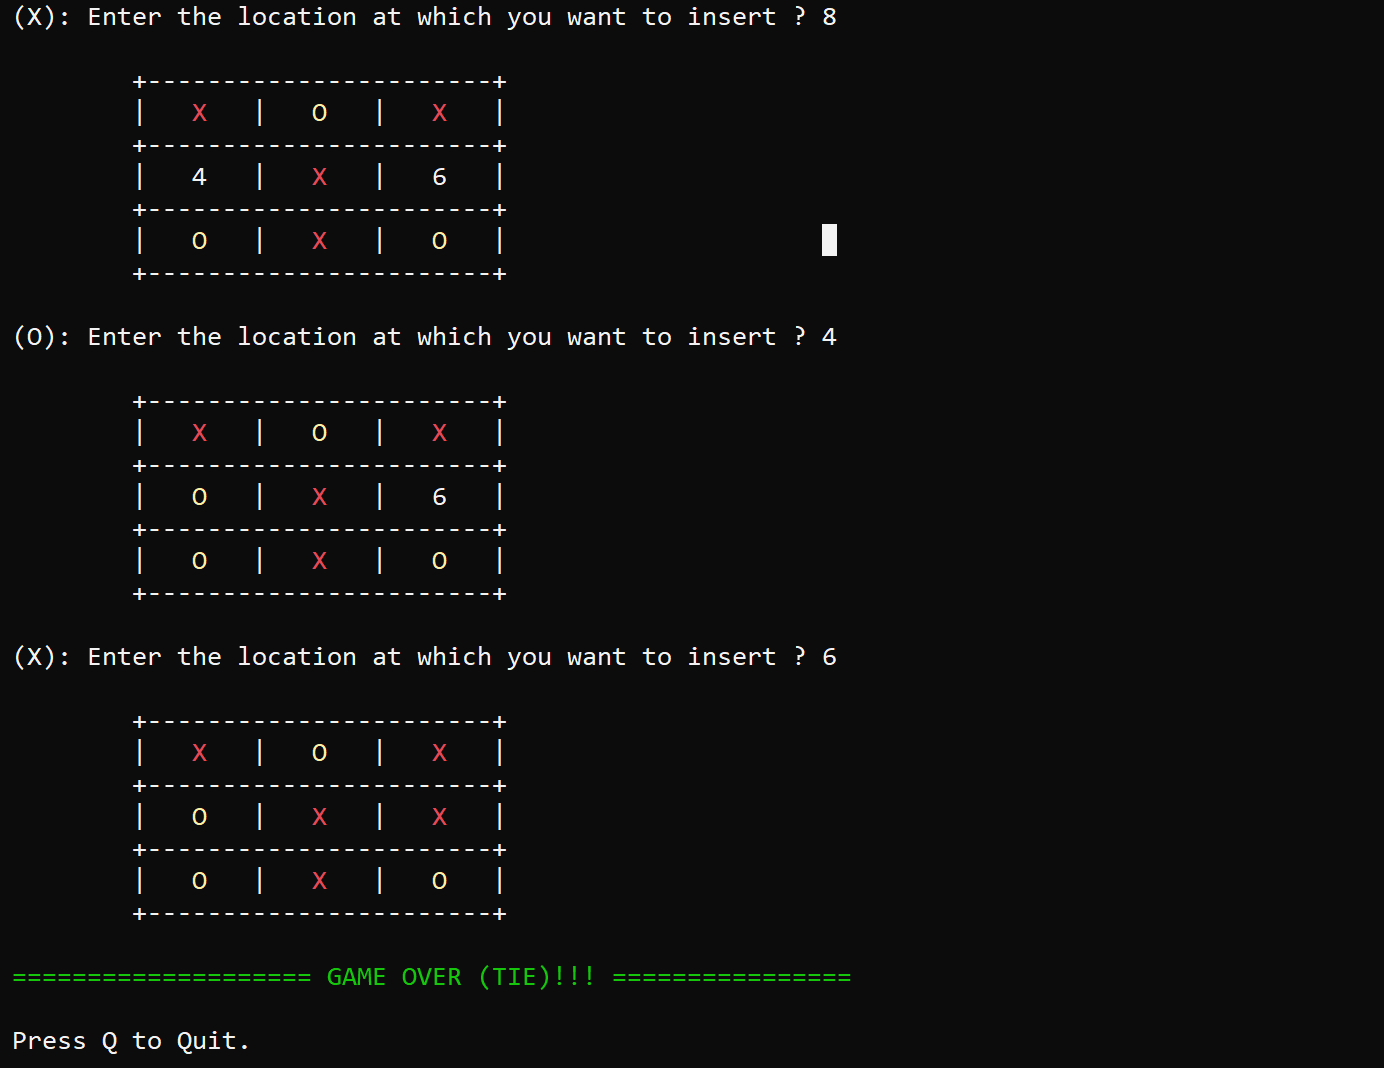 (X): Enter the location at which you want to insert ? 8
+-----------------------+
|   X   |   O   |   X   |
+-----------------------+
|   4   |   X   |   6   |
+-----------------------+
|   O   |   X   |   O   |
+-----------------------+
(O): Enter the location at which you want to insert ? 4
+-----------------------+
|   X   |   O   |   X   |
+-----------------------+
|   O   |   X   |   6   |
+-----------------------+
|   O   |   X   |   O   |
+-----------------------+
(X): Enter the location at which you want to insert ? 6
+-----------------------+
|   X   |   O   |   X   |
+-----------------------+
|   O   |   X   |   X   |
+-----------------------+
|   O   |   X   |   O   |
+-----------------------+
==================== GAME OVER (TIE)!!! ================
Press Q to Quit.